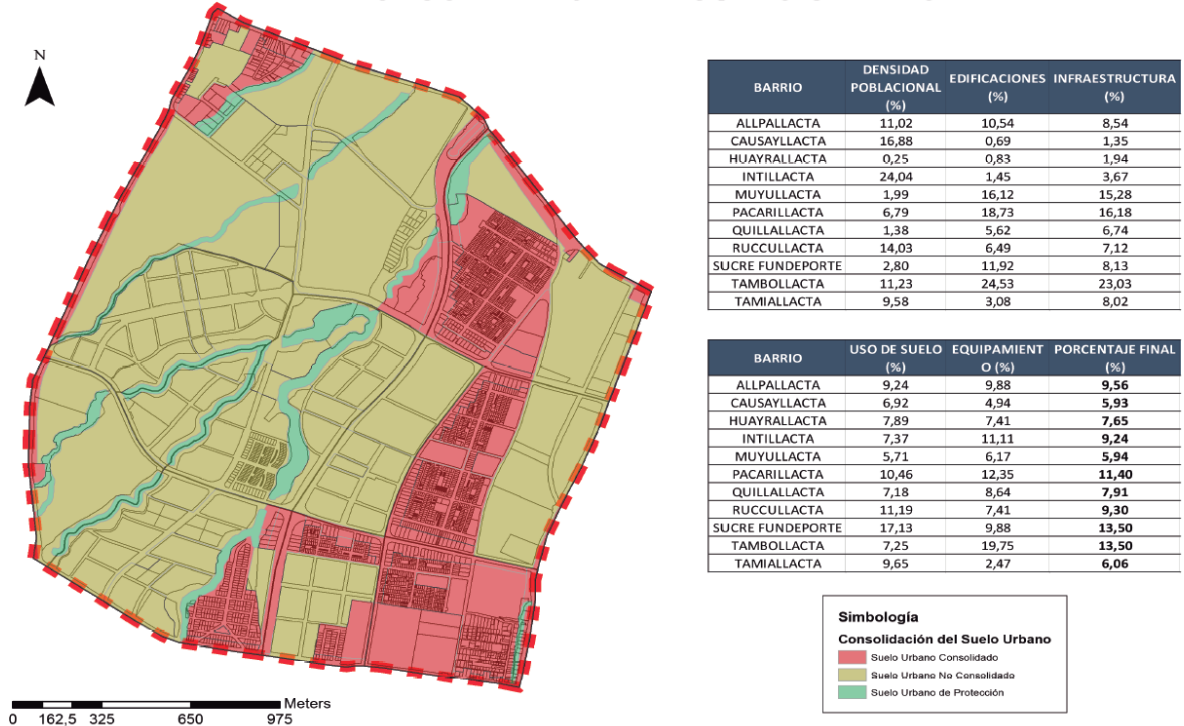 N
BARRIO DENSIDAD POBLACIONAL (%) EDIFICACIONES (%) INFRAESTRUCTURA (%)
ALLPALLACTA 11,02 10,54 8,54
CAUSAYLLACTA 16,88 0,69 1,35
HUAYRALLACTA 0,25 0,83 1,94
INTILLACTA 24,04 1,45 3,67
MUYULLACTA 1,99 16,12 15,28
PACARILLACTA 6,79 18,73 16,18
QUILLALLACTA 1,38 5,62 6,74
RUCCULLACTA 14,03 6,49 7,12
SUCRE FUNDEPORTE 2,80 11,92 8,13
TAMBOLLACTA 11,23 24,53 23,03
TAMIALLACTA 9,58 3,08 8,02
BARRIO USO DE SUELO (%) EQUIPAMIENT O (%) PORCENTAJE FINAL (%)
ALLPALLACTA 9,24 9,88 9,56
CAUSAYLLACTA 6,92 4,94 5,93
HUAYRALLACTA 7,89 7,41 7,65
INTILLACTA 7,37 11,11 9,24
MUYULLACTA 5,71 6,17 5,94
PACARILLACTA 10,46 12,35 11,40
QUILLALLACTA 7,18 8,64 7,91
RUCCULLACTA 11,19 7,41 9,30
SUCRE FUNDEPORTE 17,13 9,88 13,50
TAMBOLLACTA 7,25 19,75 13,50
TAMIALLACTA 9,65 2,47 6,06
Simbología
Consolidación del Suelo Urbano
Suelo Urbano Consolidado
Suelo Urbano No Consolidado
Suelo Urbano de Protección
Meters
0 162,5 325 650 975